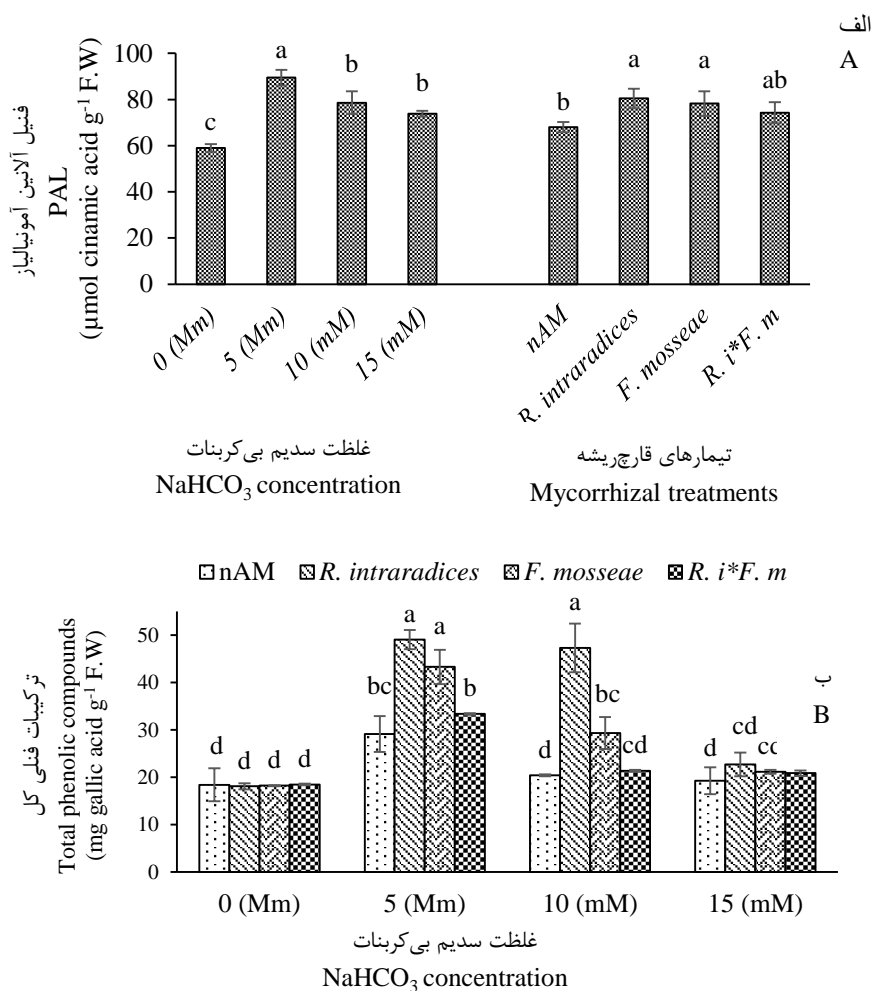 الف
A
100
80
60
40
20
0
c
a
b
b
b
a
a
ab
فنیل آلانین آمونیالیاز
PAL
(µmol cinamic acid g-1 F.W)
0 (Mm)
5 (Mm)
10 (mM)
15 (mM)
nAM
R. intraradices
F. mosseae
R. i*F. m
غلظت سدیم بی‌کربنات
NaHCO3 concentration
تیمارهای قارچ‌ریشه
Mycorrhizal treatments
nAM R. intraradices F. mosseae R. i*F. m
ب
B
50
40
30
20
10
0
d d d d
bc a a b
d a bc cd
d cd cc
ترکیبات فنلی کل
Total phenolic compounds
(mg gallic acid g-1 F.W)
0 (Mm)
5 (Mm)
10 (mM)
15 (mM)
غلظت سدیم بی‌کربنات
NaHCO3 concentration